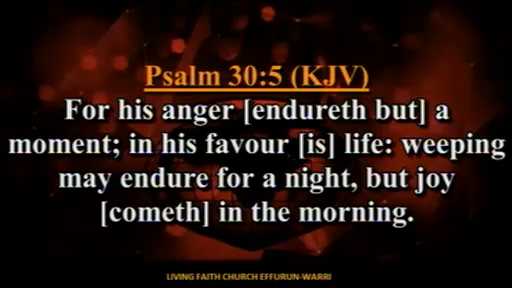 Psalm 30:5 (KJV)
For his anger [endureth but] a
moment; in his favour [is] life: weeping
may endure for a night, but joy
[cometh] in the morning.
LIVING FAITH CHURCH EFFURUN-WARRI